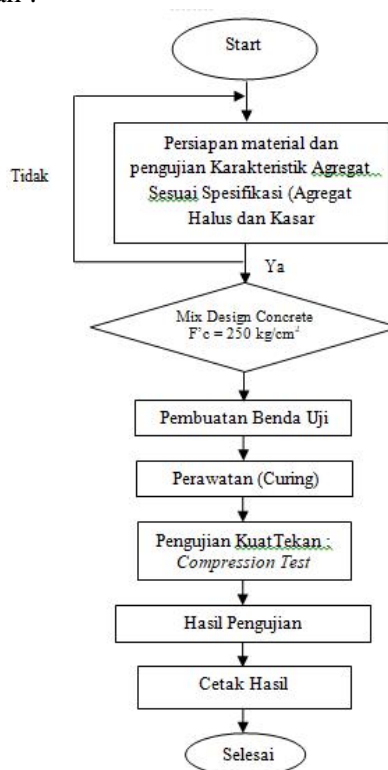 Start
Persiapan material dan
pengujian Karakteristik Agregat
Sesuai Spesifikasi (Agregat
Halus dan Kasar
Tidak
Ya
Mix Design Concrete
F'c = 250 kg/cm²
Pembuatan Benda Uji
Perawatan (Curing)
Pengujian KuatTekan :
Compression Test
Hasil Pengujian
Cetak Hasil
Selesai